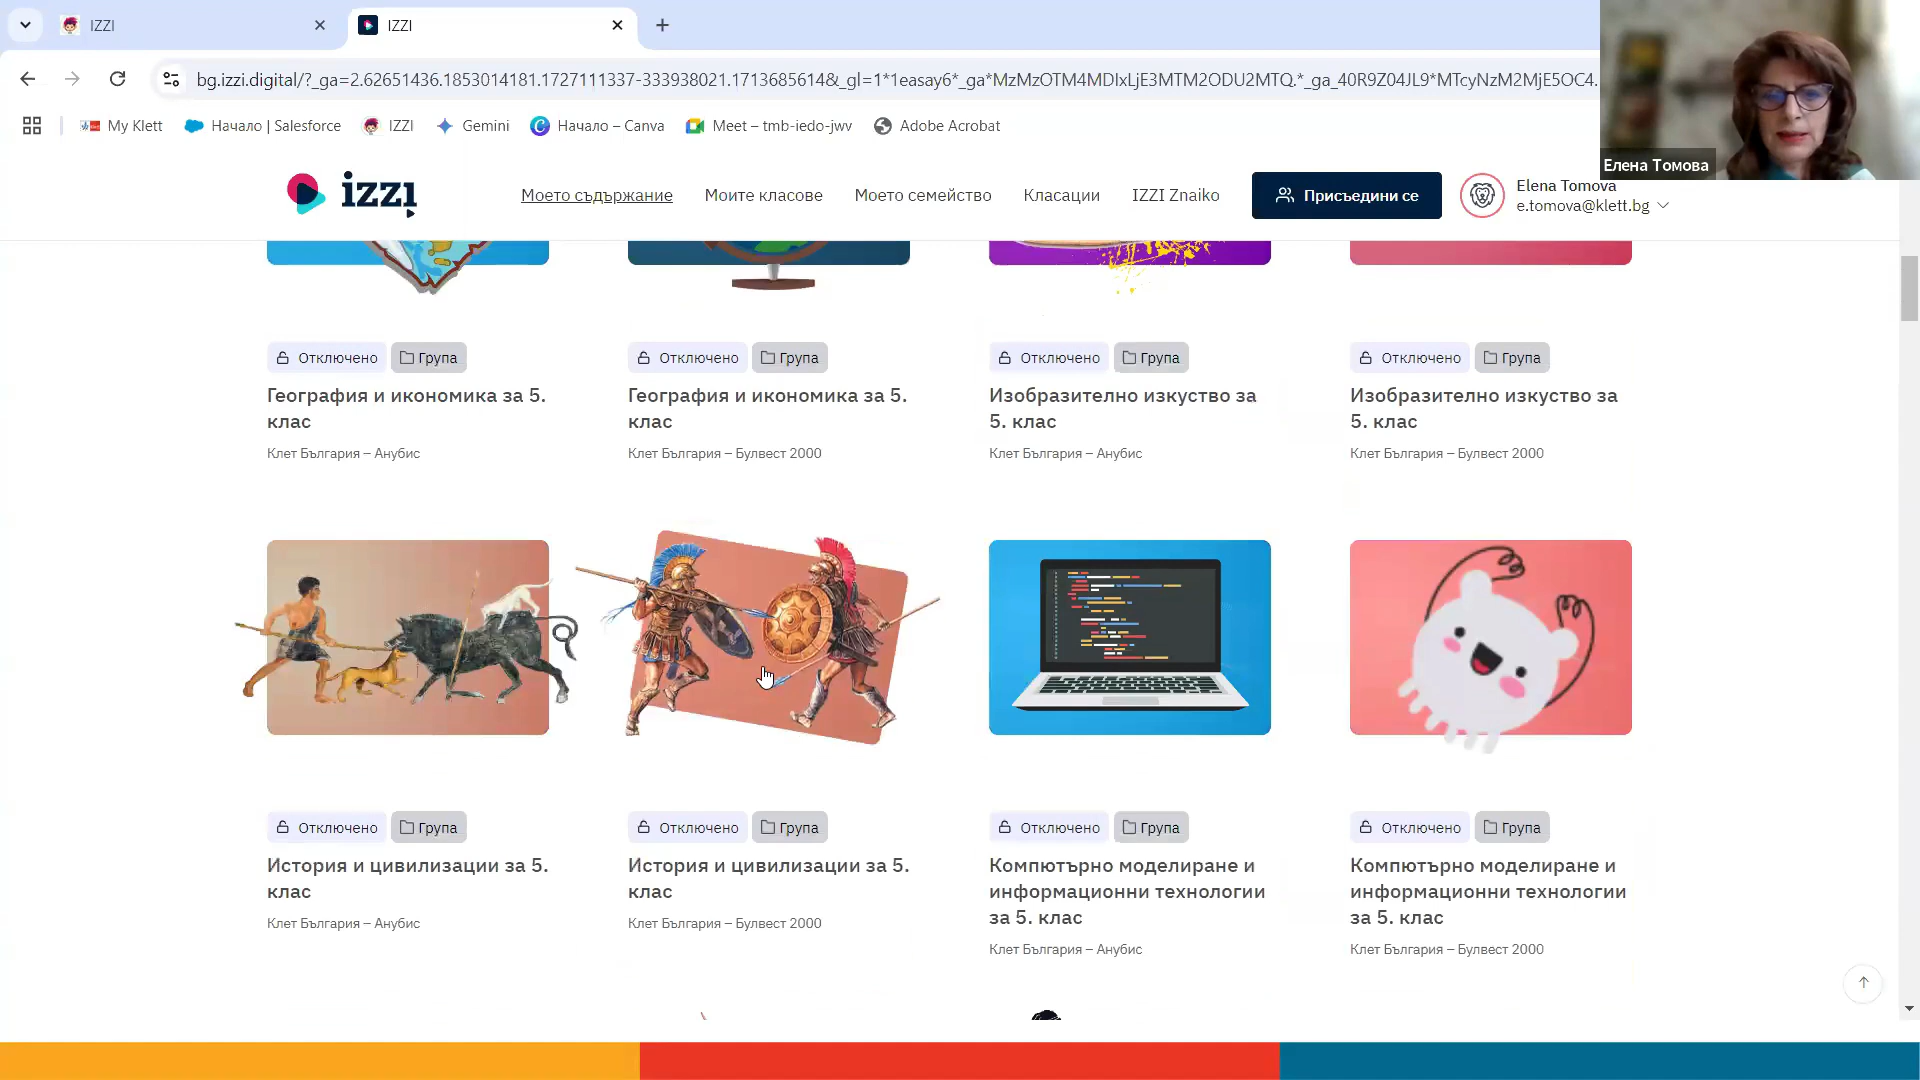 IZZI
IZZI
bg.izzi.digital/?_ga=2.62651436.1853014181.1727111337-333938021.1713685614&_gl=1*1easay6*_ga*MzMzOTM4MDIxLjE3MTM2ODU2MTQ.*_ga_40R9Z04JL9*MTcyNzM2MjE5OC4.
My Klett
Начало | Salesforce
IZZI
Gemini
Начало – Canva
Meet – tmb-iedo-jwv
Adobe Acrobat
Елена Томова
izzi
Моето съдържание
Моите класове
Моето семейство
Класации
IZZI Znaiko
Присъедини се
Elena Tomova
e.tomova@klett.bg
Отключено Група
Отключено Група
Отключено Група
Отключено Група
География и икономика за 5.
клас
Клет България – Анубис
География и икономика за 5.
клас
Клет България – Булвест 2000
Изобразително изкуство за
5. клас
Клет България – Анубис
Изобразително изкуство за
5. клас
Клет България – Булвест 2000
Отключено Група
Отключено Група
Отключено Група
Отключено Група
История и цивилизации за 5.
клас
Клет България – Анубис
История и цивилизации за 5.
клас
Клет България – Булвест 2000
Компютърно моделиране и
информационни технологии
за 5. клас
Клет България – Анубис
Компютърно моделиране и
информационни технологии
за 5. клас
Клет България – Булвест 2000